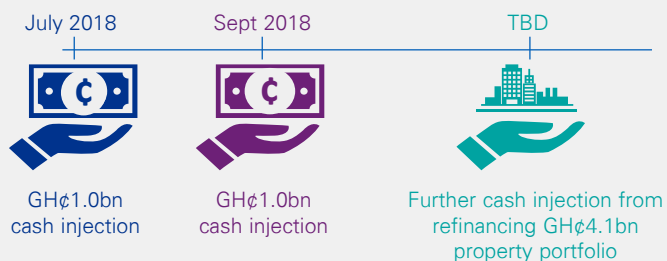 July 2018
Sept 2018
TBD
¢
¢
GH¢1.0bn
cash injection
GH¢1.0bn
cash injection
Further cash injection from
refinancing GH¢4.1bn
property portfolio